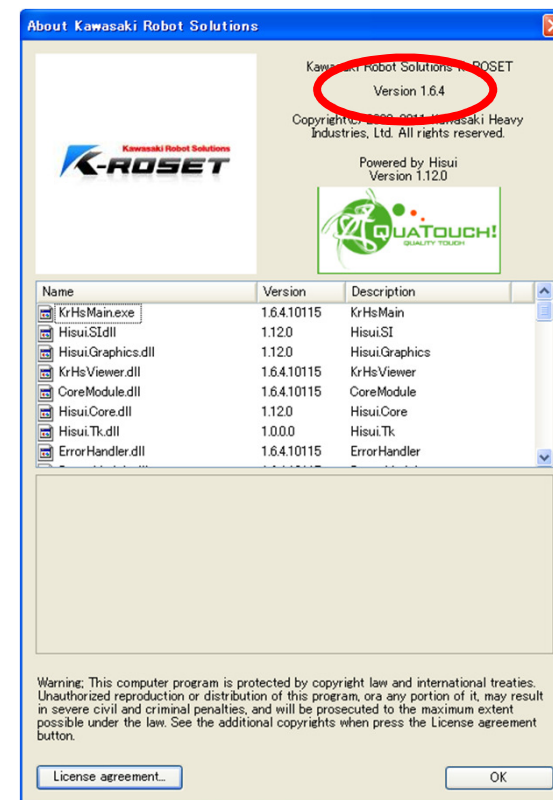 About Kawasaki Robot Solutions
Kawasaki Robot Solutions K-ROSET
Version 1.6.4
Copyright(c) 2009-2011 Kawasaki Heavy
Industries, Ltd. All rights reserved.
Powered by Hisui
Version 1.12.0
Kawasaki Robot Solutions
K-ROSET
QUATOUCH!
QUALITY TOUCH
Name Version Description
KrHsMain.exe 1.6.4.10115 KrHsMain
Hisui.SI.dll 1.12.0 Hisui.SI
Hisui.Graphics.dll 1.12.0 Hisui.Graphics
KrHsViewer.dll 1.6.4.10115 KrHsViewer
CoreModule.dll 1.6.4.10115 CoreModule
Hisui.Core.dll 1.12.0 Hisui.Core
Hisui.Tk.dll 1.0.0.0 Hisui.Tk
ErrorHandler.dll 1.6.4.10115 ErrorHandler
Warning; This computer program is protected by copyright law and international treaties.
Unauthorized reproduction or distribution of this program, ora any portion of it, may result
in severe civil and criminal penalties, and will be prosecuted to the maximum extent
possible under the law. See the additional copyrights when press the License agreement
button.
License agreement... OK